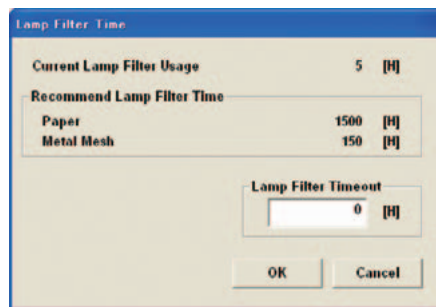 Lamp Filter Time
Current Lamp Filter Usage 5 [H]
Recommend Lamp Filter Time
Paper 1500 [H]
Metal Mesh 150 [H]
Lamp Filter Timeout
0 [H]
OK Cancel